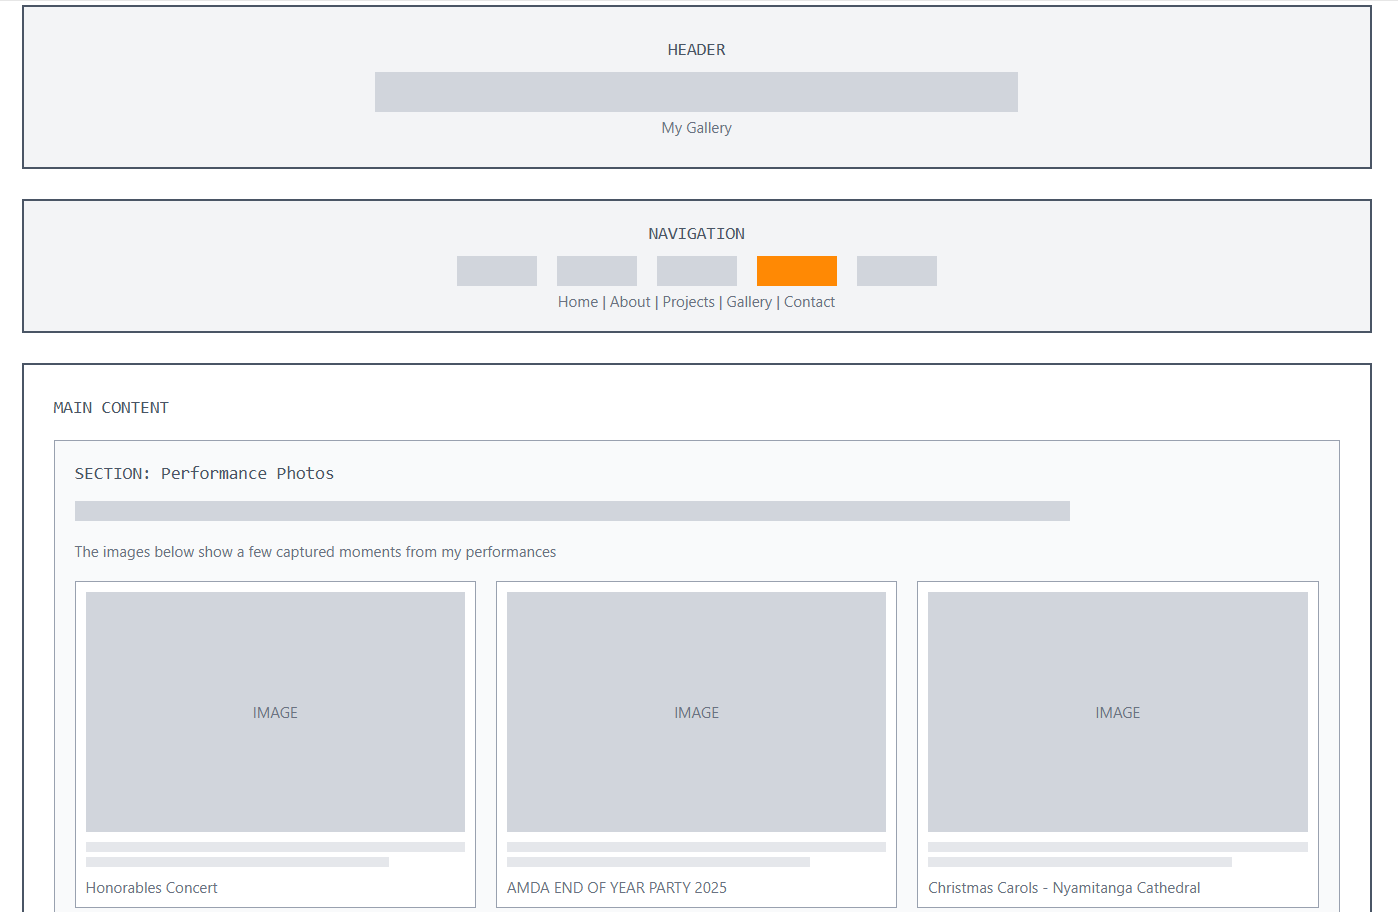 HEADER
My Gallery
NAVIGATION
Home | About | Projects | Gallery | Contact
MAIN CONTENT
SECTION: Performance Photos
The images below show a few captured moments from my performances
IMAGE
IMAGE
IMAGE
Honorables Concert
AMDA END OF YEAR PARTY 2025
Christmas Carols - Nyamitanga Cathedral